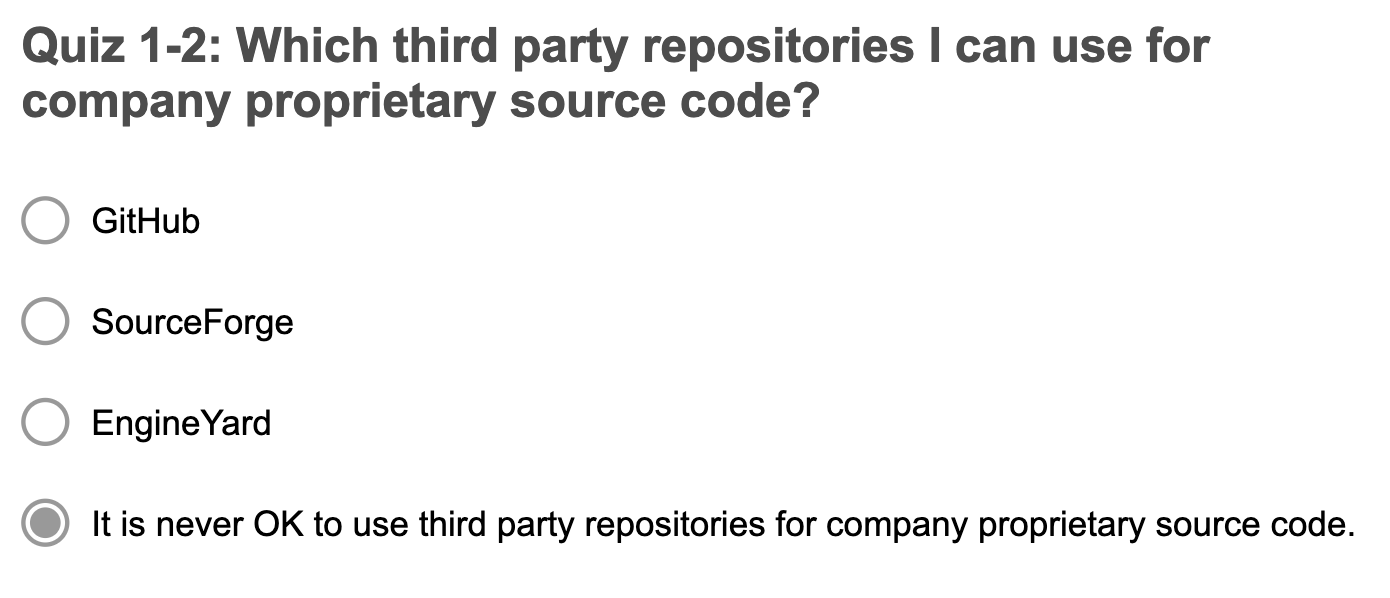 Quiz 1-2: Which third party repositories I can use for
company proprietary source code?
GitHub
SourceForge
EngineYard
It is never OK to use third party repositories for company proprietary source code.